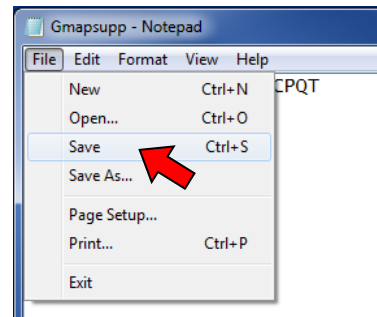 Gmapsupp - Notepad
File Edit Format View Help
CPQT
New Ctrl+N
Open... Ctrl+O
Save Ctrl+S
Save As...
Page Setup...
Print... Ctrl+P
Exit